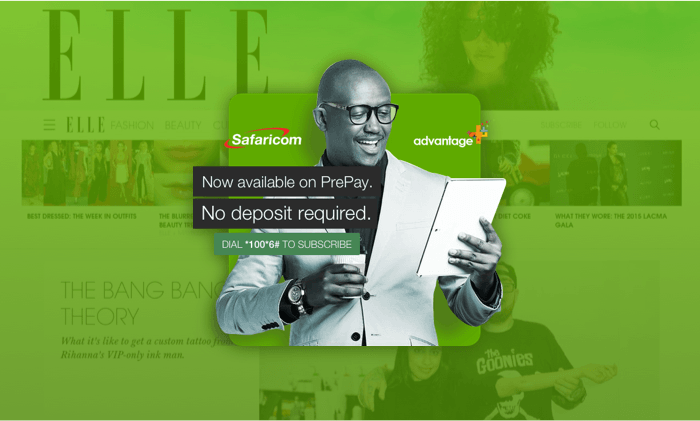 ELLE
ELLE FASHION BEAUTY
SUBSCRIBE FOLLOW
Safaricom
advantage
Now available on PrePay.
No deposit required.
DIAL *100*6# TO SUBSCRIBE
BEST DRESSED: THE WEEK IN OUTFITS
THE
BEAUTY
DIET COKE
WHAT THEY WORE: THE 2015 LACMA
GALA
THE BANG BANG
THEORY
What it's like to get a custom tattoo from
Rihanna's VIP-only ink man.
The
GOONIES